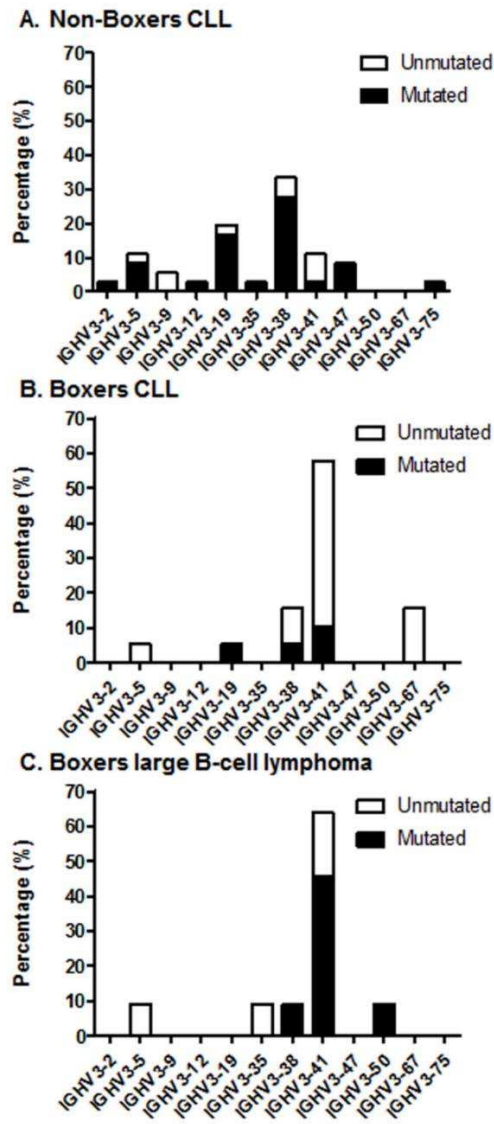 A. Non-Boxers CLL
Percentage (%)
70
60
50
40
30
20
10
0
Unmutated
Mutated
IGHV3-2
IGHV3-5
IGHV3-9
IGHV3-12
IGHV3-19
IGHV3-35
IGHV3-38
IGHV3-41
IGHV3-47
IGHV3-50
IGHV3-67
IGHV3-75
B. Boxers CLL
Percentage (%)
70
60
50
40
30
20
10
0
Unmutated
Mutated
IGHV3-2
IGHV3-5
IGHV3-9
IGHV3-12
IGHV3-19
IGHV3-35
IGHV3-38
IGHV3-41
IGHV3-47
IGHV3-50
IGHV3-67
IGHV3-75
C. Boxers large B-cell lymphoma
Percentage (%)
70
60
50
40
30
20
10
0
Unmutated
Mutated
IGHV3-2
IGHV3-5
IGHV3-9
IGHV3-12
IGHV3-19
IGHV3-35
IGHV3-38
IGHV3-41
IGHV3-47
IGHV3-50
IGHV3-67
IGHV3-75